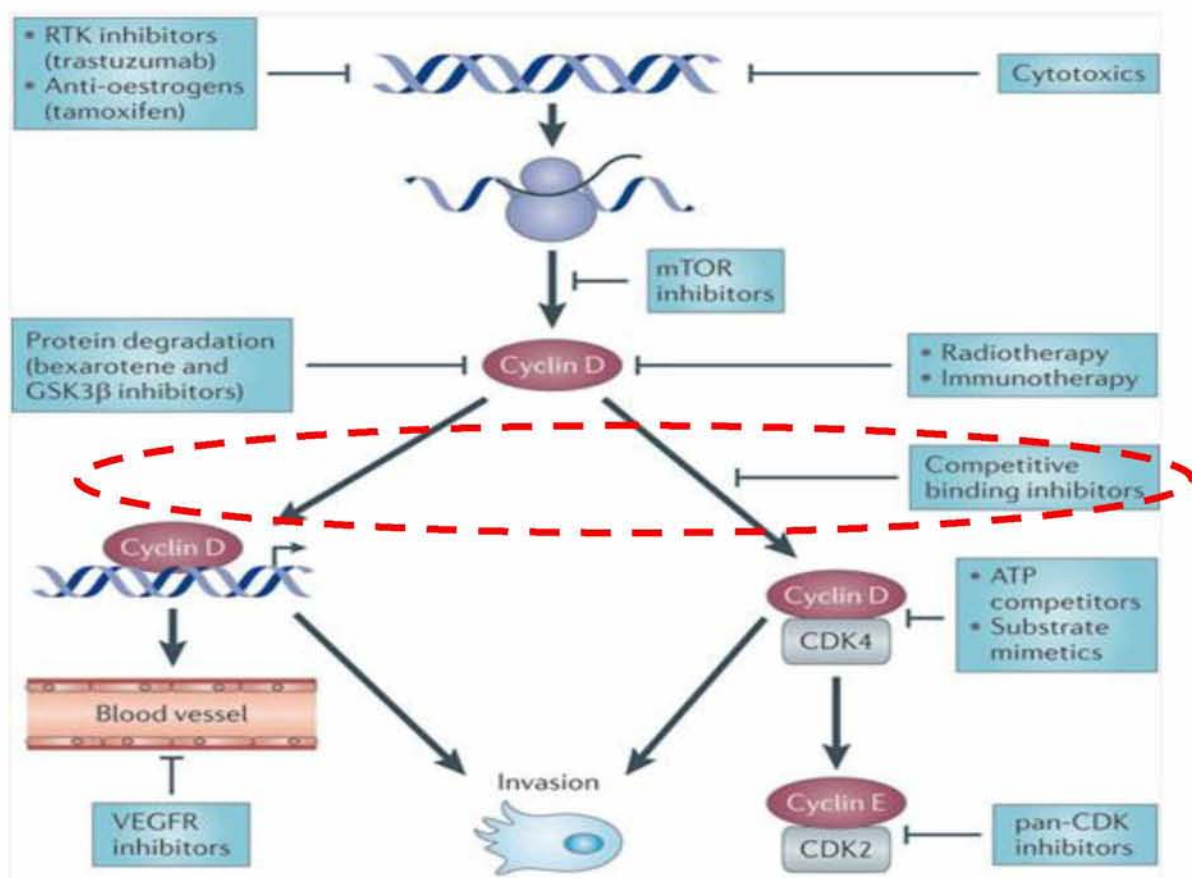 • RTK inhibitors
(trastuzumab)
• Anti-oestrogens
(tamoxifen)
Cytotoxics
mTOR
inhibitors
Protein degradation
(bexarotene and
GSK3β inhibitors)
Cyclin D
• Radiotherapy
• Immunotherapy
Competitive
binding inhibitors
Cyclin D
Cyclin D
CDK4
• ATP
competitors
• Substrate
mimetics
Blood vessel
Invasion
VEGFR
inhibitors
Cyclin E
CDK2
pan-CDK
inhibitors